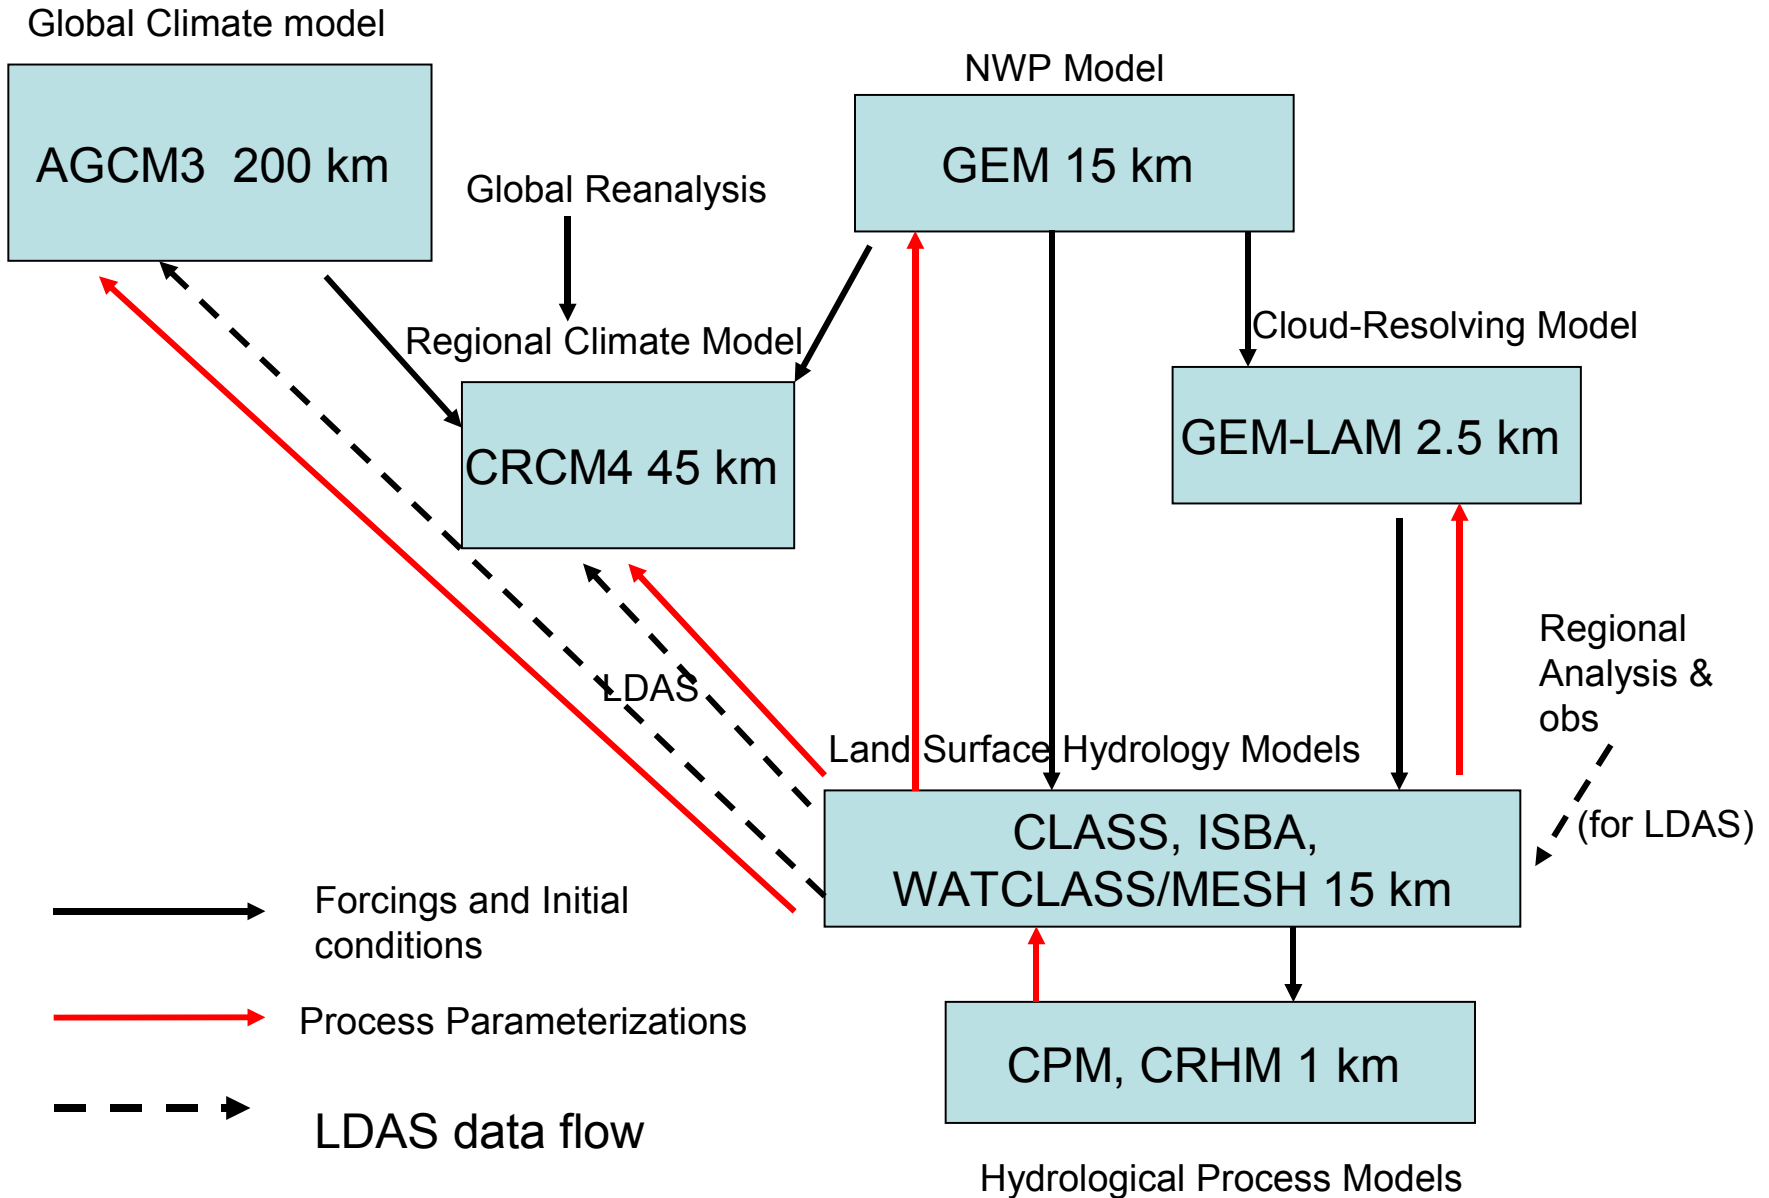 Global Climate model
NWP Model
AGCM3 200 km
GEM 15 km
Global Reanalysis
Regional Climate Model
Cloud-Resolving Model
CRCM4 45 km
GEM-LAM 2.5 km
Regional
Analysis &
obs
LDAS
Land Surface Hydrology Models
(for LDAS)
CLASS, ISBA,
WATCLASS/MESH 15 km
Forcings and Initial
conditions
Process Parameterizations
CPM, CRHM 1 km
LDAS data flow
Hydrological Process Models